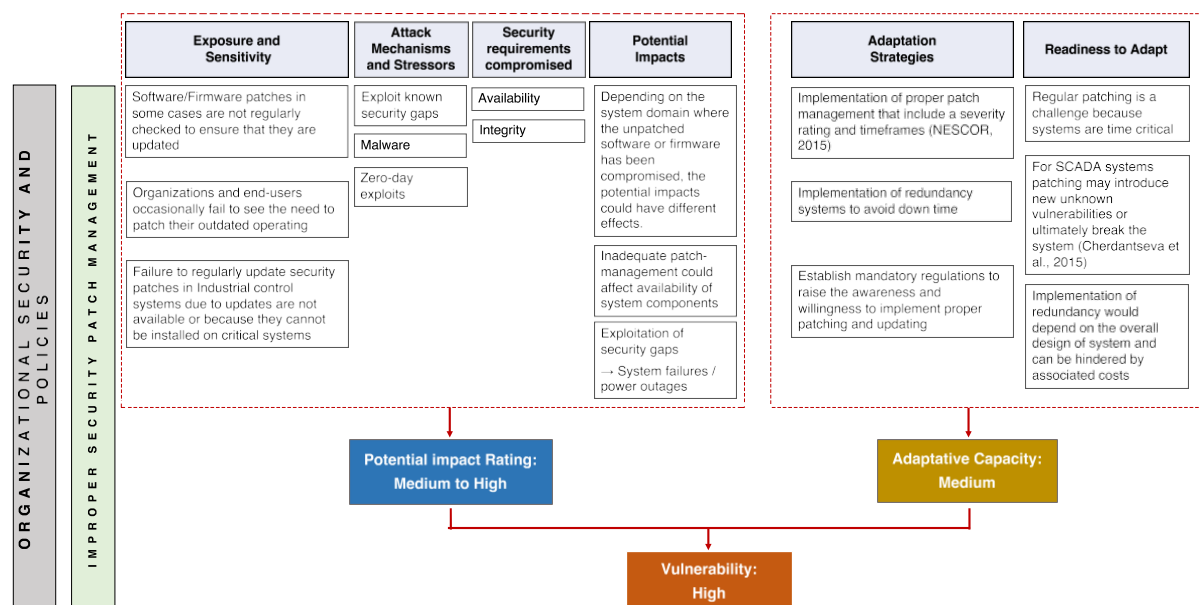 ORGANIZATIONAL SECURITY AND
POLICIES
IMPROPER SECURITY PATCH MANAGEMENT
Exposure and
Sensitivity
Software/Firmware patches in
some cases are not regularly
checked to ensure that they are
updated
Organizations and end-users
occasionally fail to see the need to
patch their outdated operating
Failure to regularly update security
patches in Industrial control
systems due to updates are not
available or because they cannot
be installed on critical systems
Attack
Mechanisms
and Stressors
Exploit known
security gaps
Malware
Zero-day
exploits
Security
requirements
compromised
Availability
Integrity
Potential
Impacts
Depending on the
system domain where
the unpatched
software or firmware
has been
compromised, the
potential impacts
could have different
effects.
Inadequate patch-
management could
affect availability of
system components
Exploitation of
security gaps
→ System failures /
power outages
Adaptation
Strategies
Implementation of proper patch
management that include a severity
rating and timeframes (NESCOR,
2015)
Implementation of redundancy
systems to avoid down time
Establish mandatory regulations to
raise the awareness and
willingness to implement proper
patching and updating
Readiness to Adapt
Regular patching is a
challenge because
systems are time critical
For SCADA systems
patching may introduce
new unknown
vulnerabilities or
ultimately break the
system (Cherdantseva et
al., 2015)
Implementation of
redundancy would
depend on the overall
design of system and
can be hindered by
associated costs
Potential impact Rating:
Medium to High
Adaptative Capacity:
Medium
Vulnerability:
High